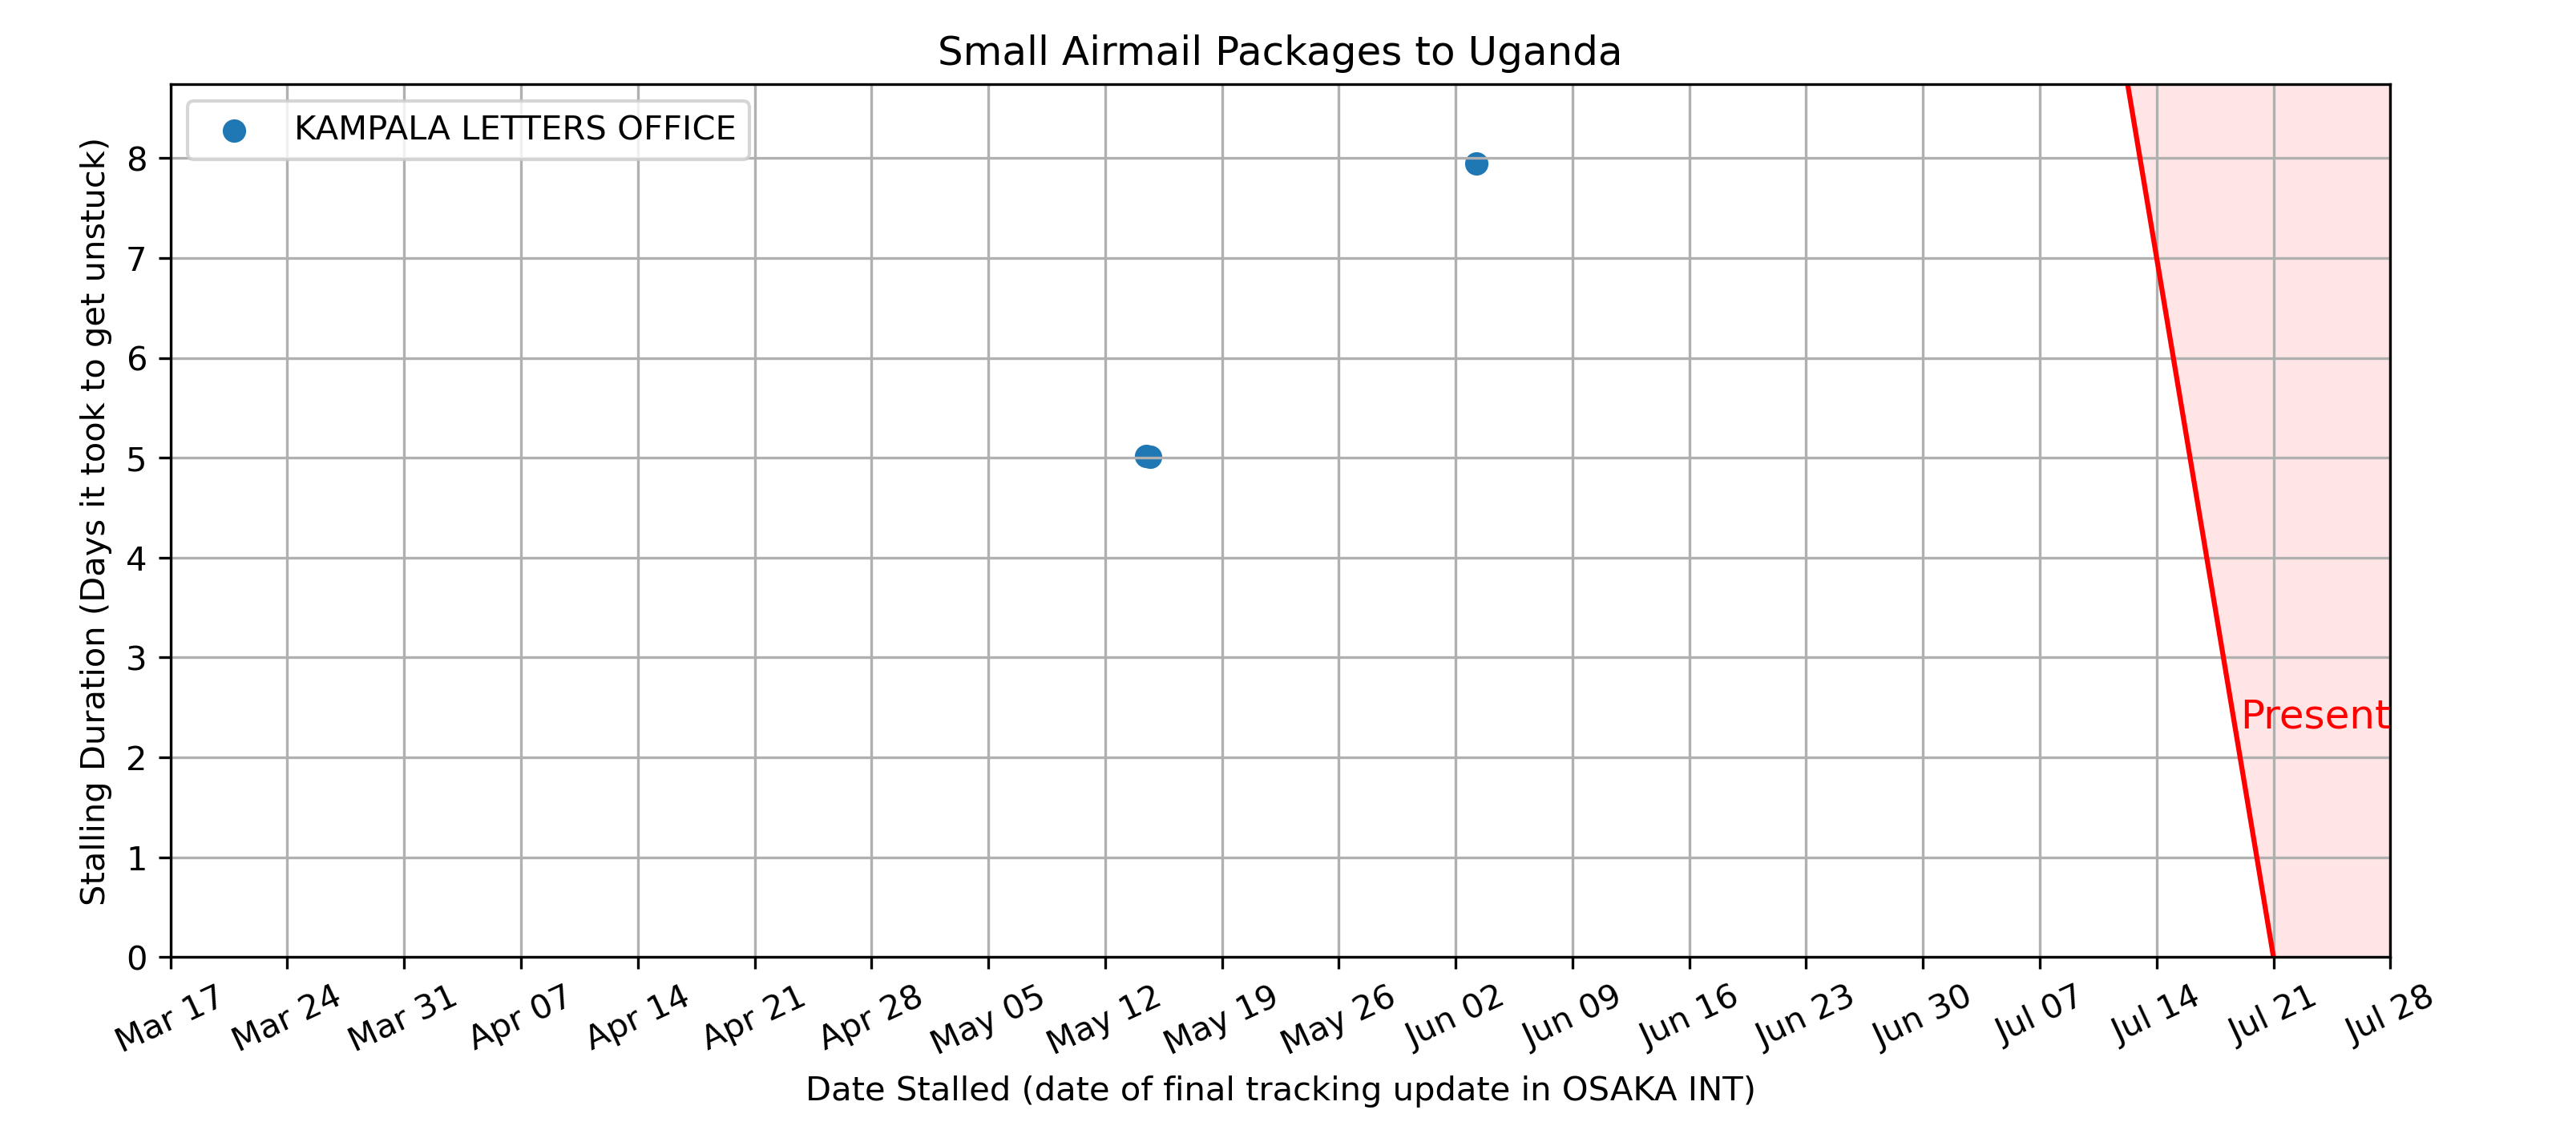 Small Airmail Packages to Uganda
KAMPALA LETTERS OFFICE
Stalling Duration (Days it took to get unstuck)
8
7
6
5
4
3
2
1
0
Present
Mar 17
Mar 24
Mar 31
Apr 07
Apr 14
Apr 21
Apr 28
May 05
May 12
May 19
May 26
Jun 02
Jun 09
Jun 16
Jun 23
Jun 30
Jul 07
Jul 14
Jul 21
Jul 28
Date Stalled (date of final tracking update in OSAKA INT)